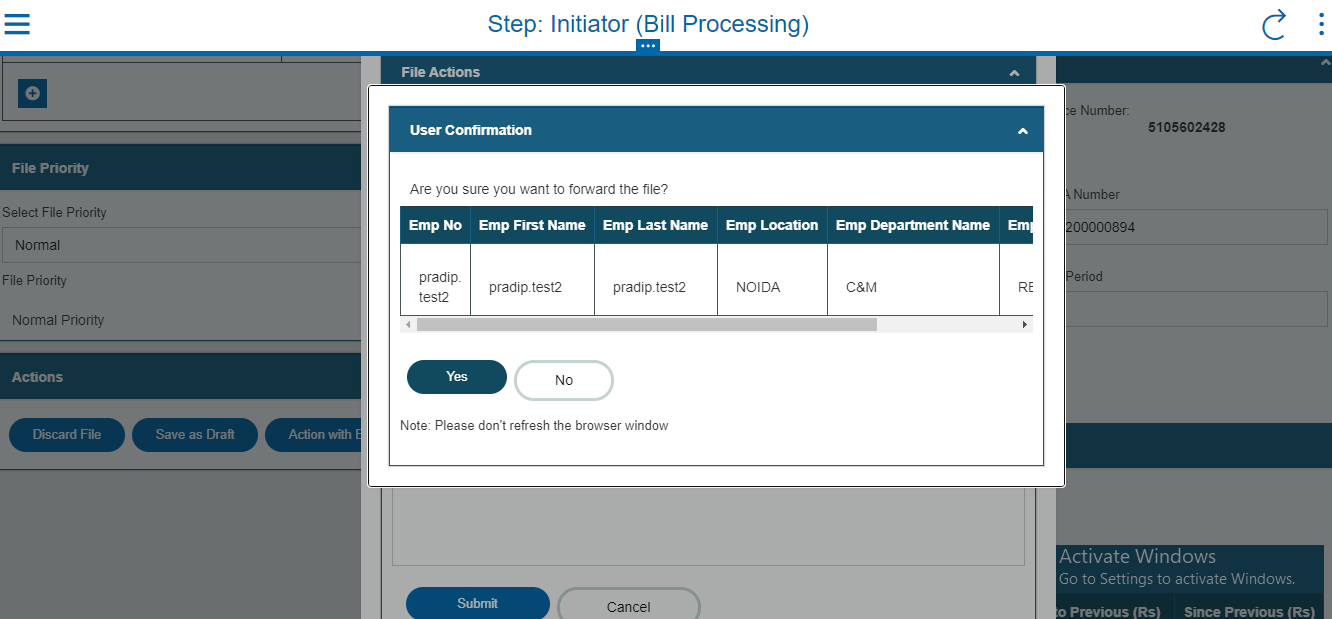 Step: Initiator (Bill Processing)
File Actions
User Confirmation
Are you sure you want to forward the file?
Emp No Emp First Name Emp Last Name Emp Location Emp Department Name
pradip.
test2 pradip.test2 pradip.test2 NOIDA C&M
Yes No
Note: Please don't refresh the browser window
Submit Cancel
File Priority
Select File Priority
Normal
File Priority
Normal Priority
Actions
Discard File Save as Draft Action with
Number:
5105602428
Number
200000894
Period
Activate Windows
Go to Settings to activate Windows.
Previous (Rs) Since Previous (Rs)